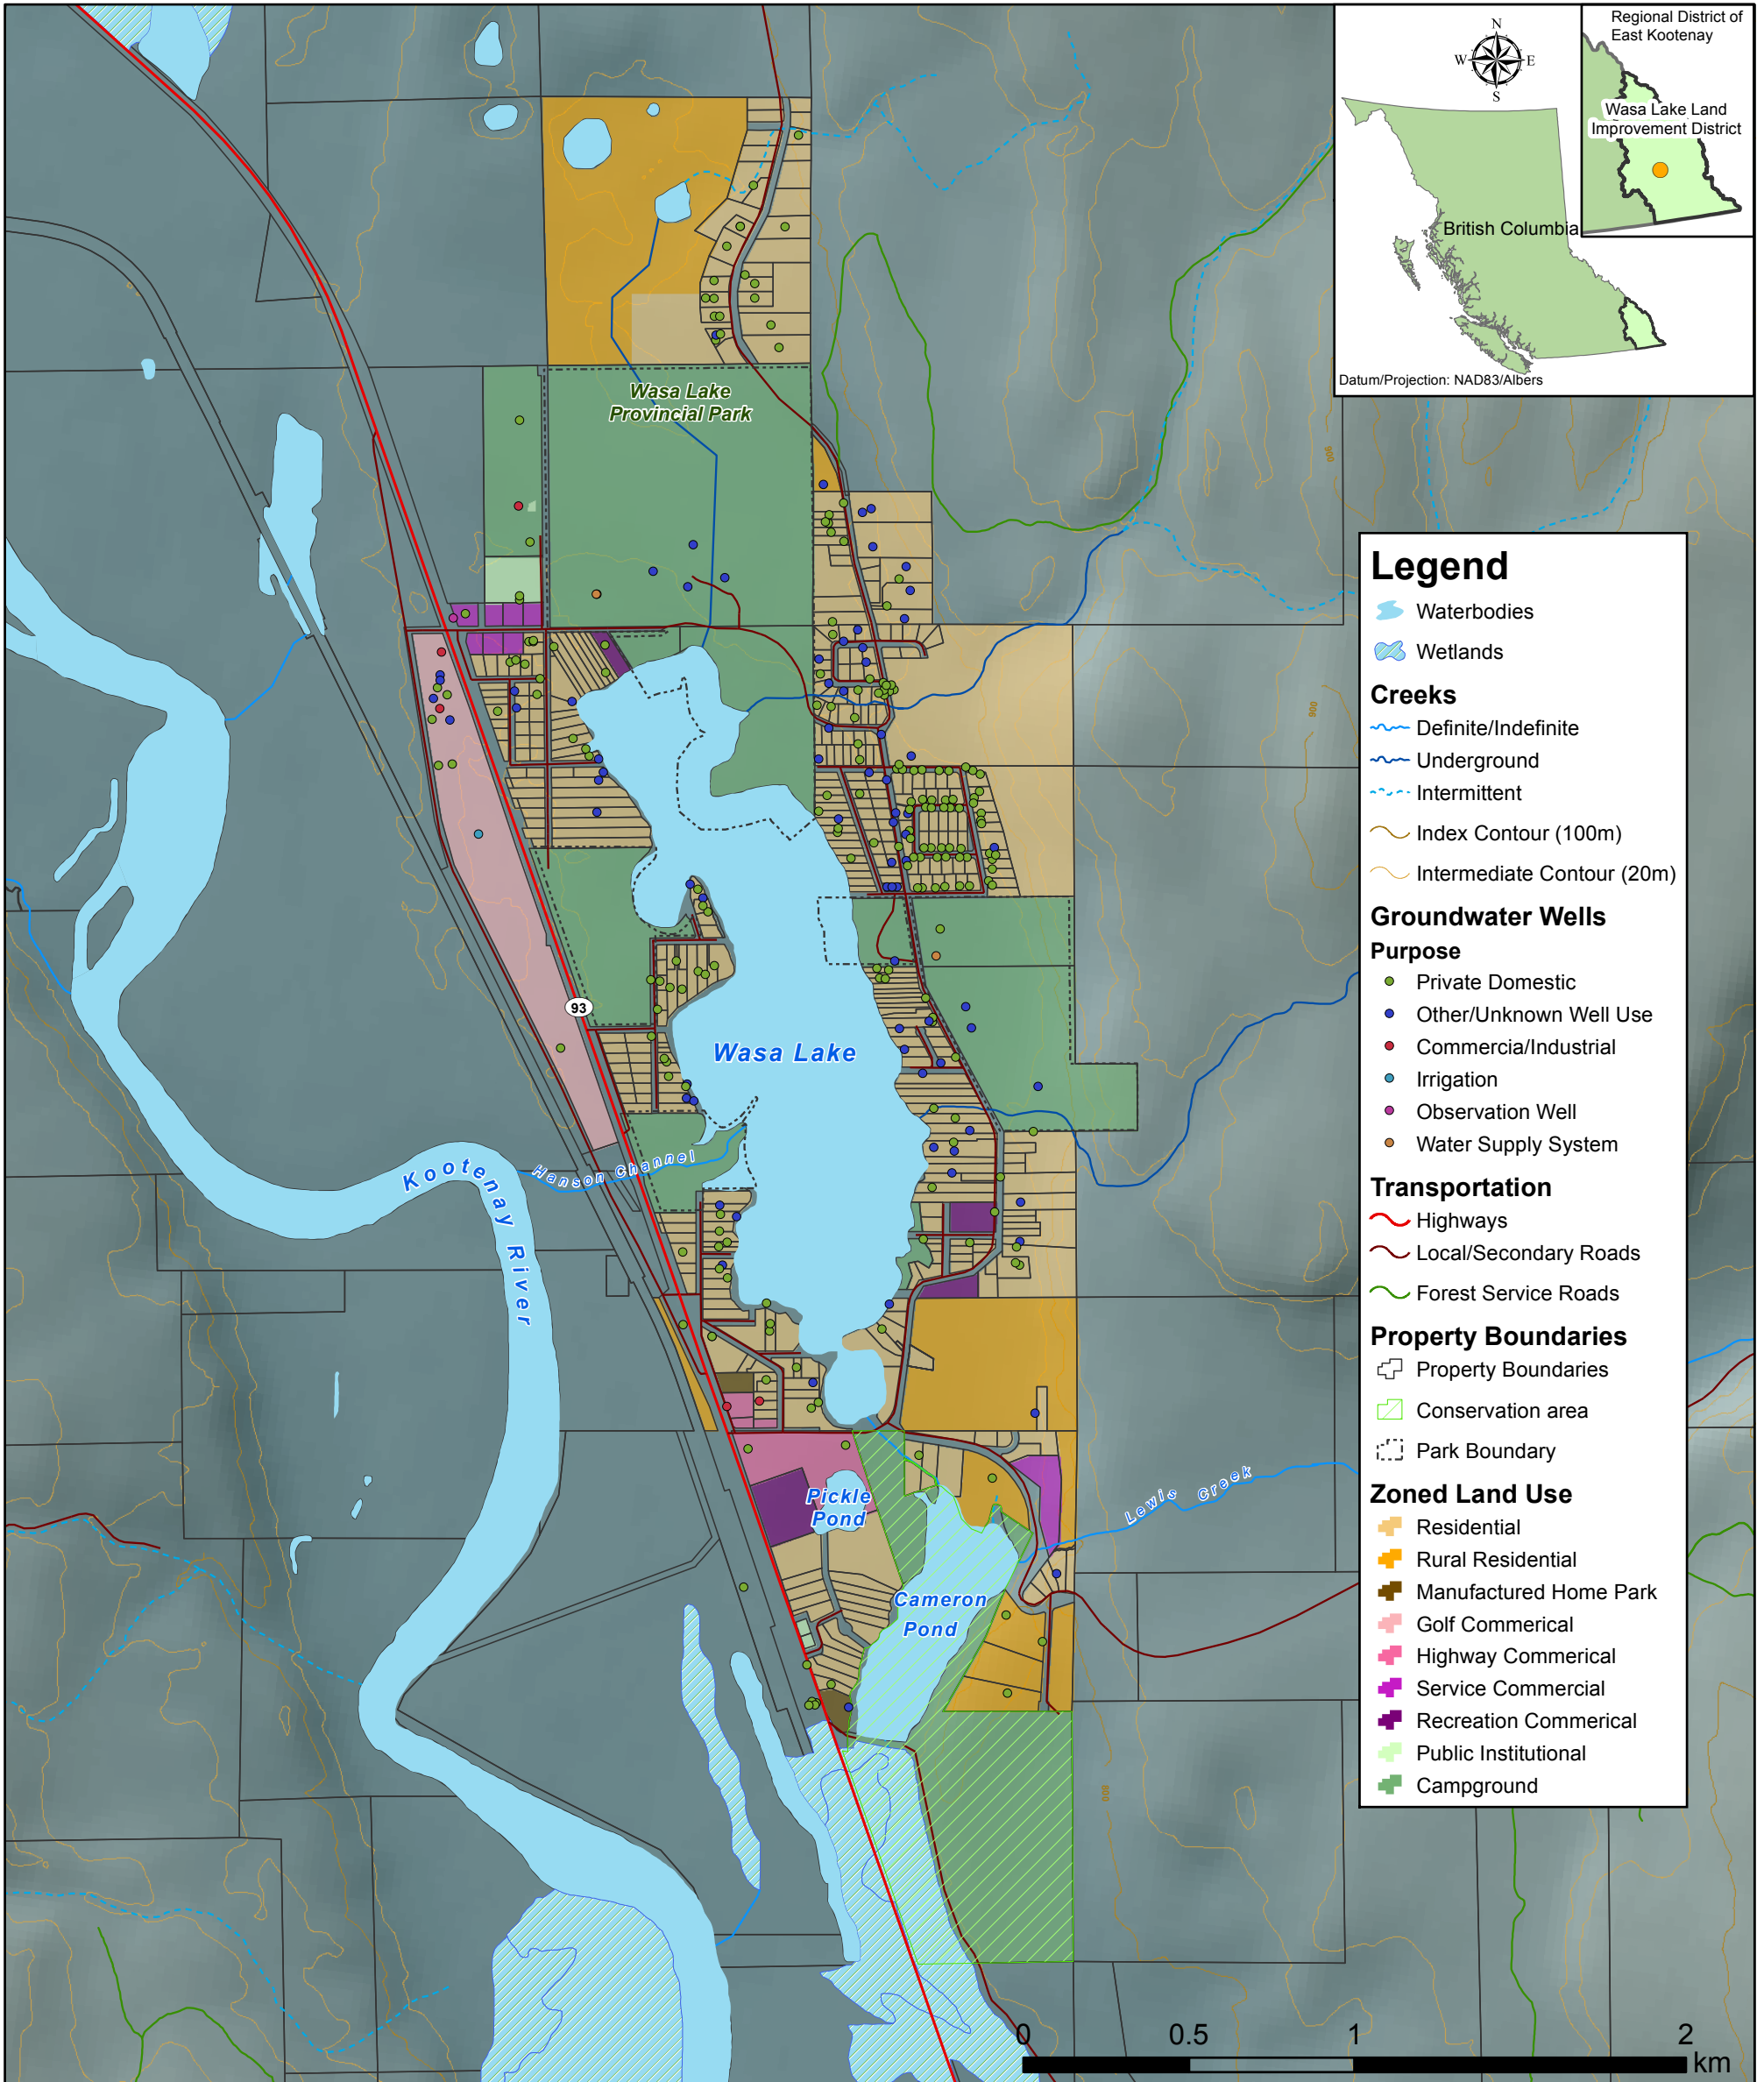 Regional District of
East Kootenay
N
W
E
S
Wasa Lake Land
Improvement District
British Columbia
Datum/Projection: NAD83/Albers
Wasa Lake
Provincial Park
900
900
93
Wasa Lake
Hanson Channel
Kootenay River
Pickle
Pond
Lewis Creek
Cameron
Pond
800
Legend
Waterbodies
Wetlands
Creeks
Definite/Indefinite
Underground
Intermittent
Index Contour (100m)
Intermediate Contour (20m)
Groundwater Wells
Purpose
Private Domestic
Other/Unknown Well Use
Commercia/Industrial
Irrigation
Observation Well
Water Supply System
Transportation
Highways
Local/Secondary Roads
Forest Service Roads
Property Boundaries
Property Boundaries
Conservation area
Park Boundary
Zoned Land Use
Residential
Rural Residential
Manufactured Home Park
Golf Commerical
Highway Commerical
Service Commercial
Recreation Commerical
Public Institutional
Campground
0 0.5 1 2
km